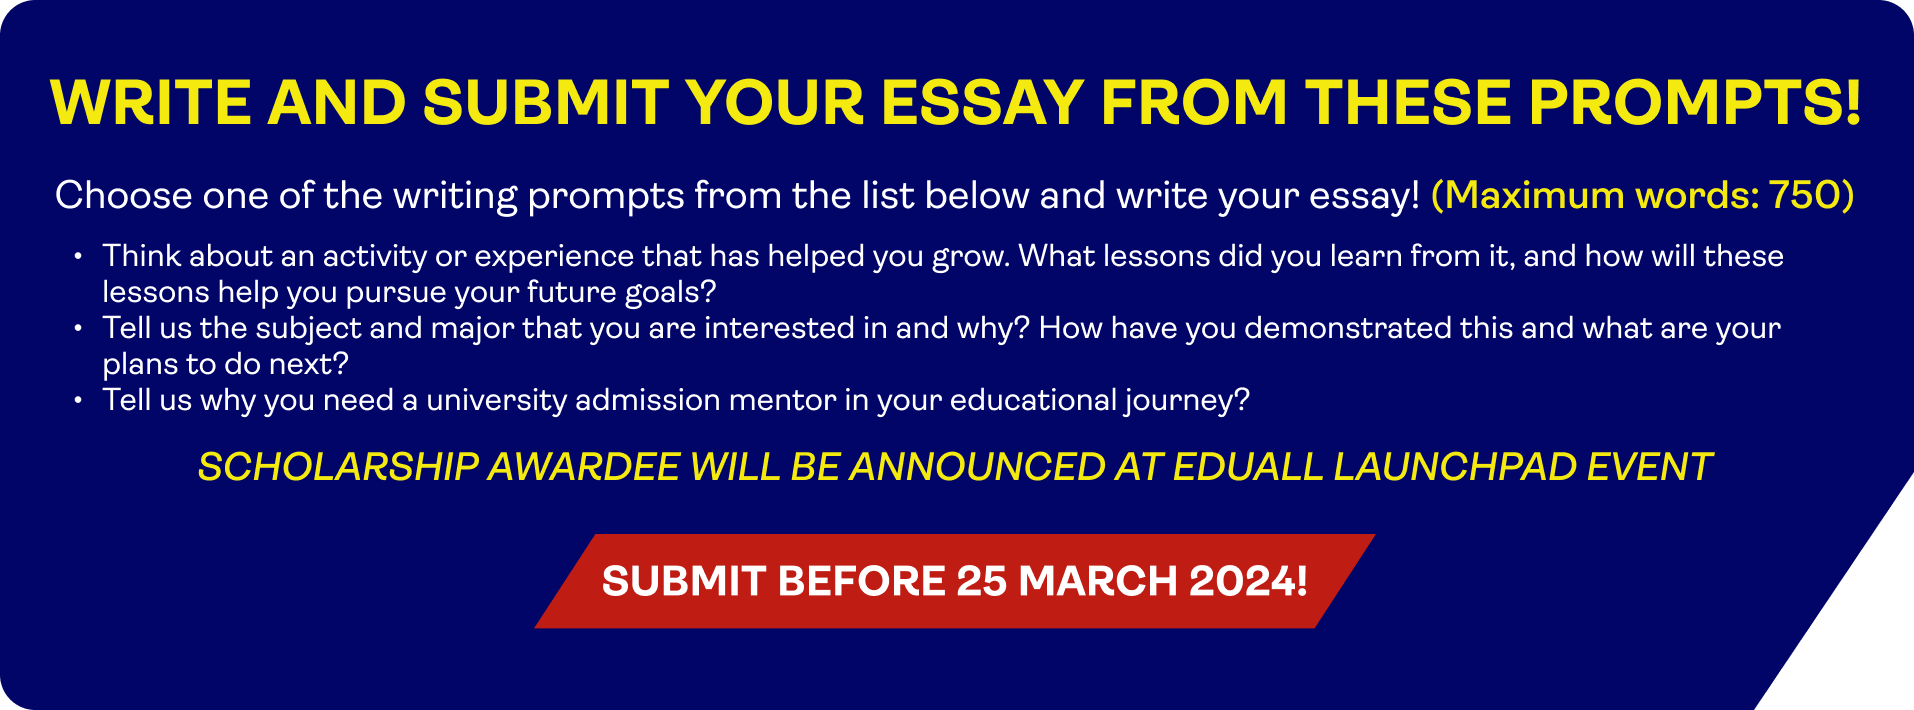 WRITE AND SUBMIT YOUR ESSAY FROM THESE PROMPTS!
Choose one of the writing prompts from the list below and write your essay! (Maximum words: 750)
• Think about an activity or experience that has helped you grow. What lessons did you learn from it, and how will these
lessons help you pursue your future goals?
• Tell us the subject and major that you are interested in and why? How have you demonstrated this and what are your
plans to do next?
• Tell us why you need a university admission mentor in your educational journey?
SCHOLARSHIP AWARDEE WILL BE ANNOUNCED AT EDUALL LAUNCHPAD EVENT
SUBMIT BEFORE 25 MARCH 2024!